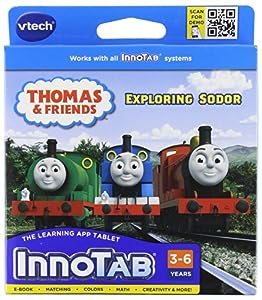 vtech
SCAN
FOR
DEMO
Works with all INNOTAB systems
THOMAS
& FRIENDS
EXPLORING SODOR
THE LEARNING APP TABLET
INNOTAB
3-6
YEARS
E-BOOK • MATCHING • COLORS • MATH • CREATIVITY & MORE!